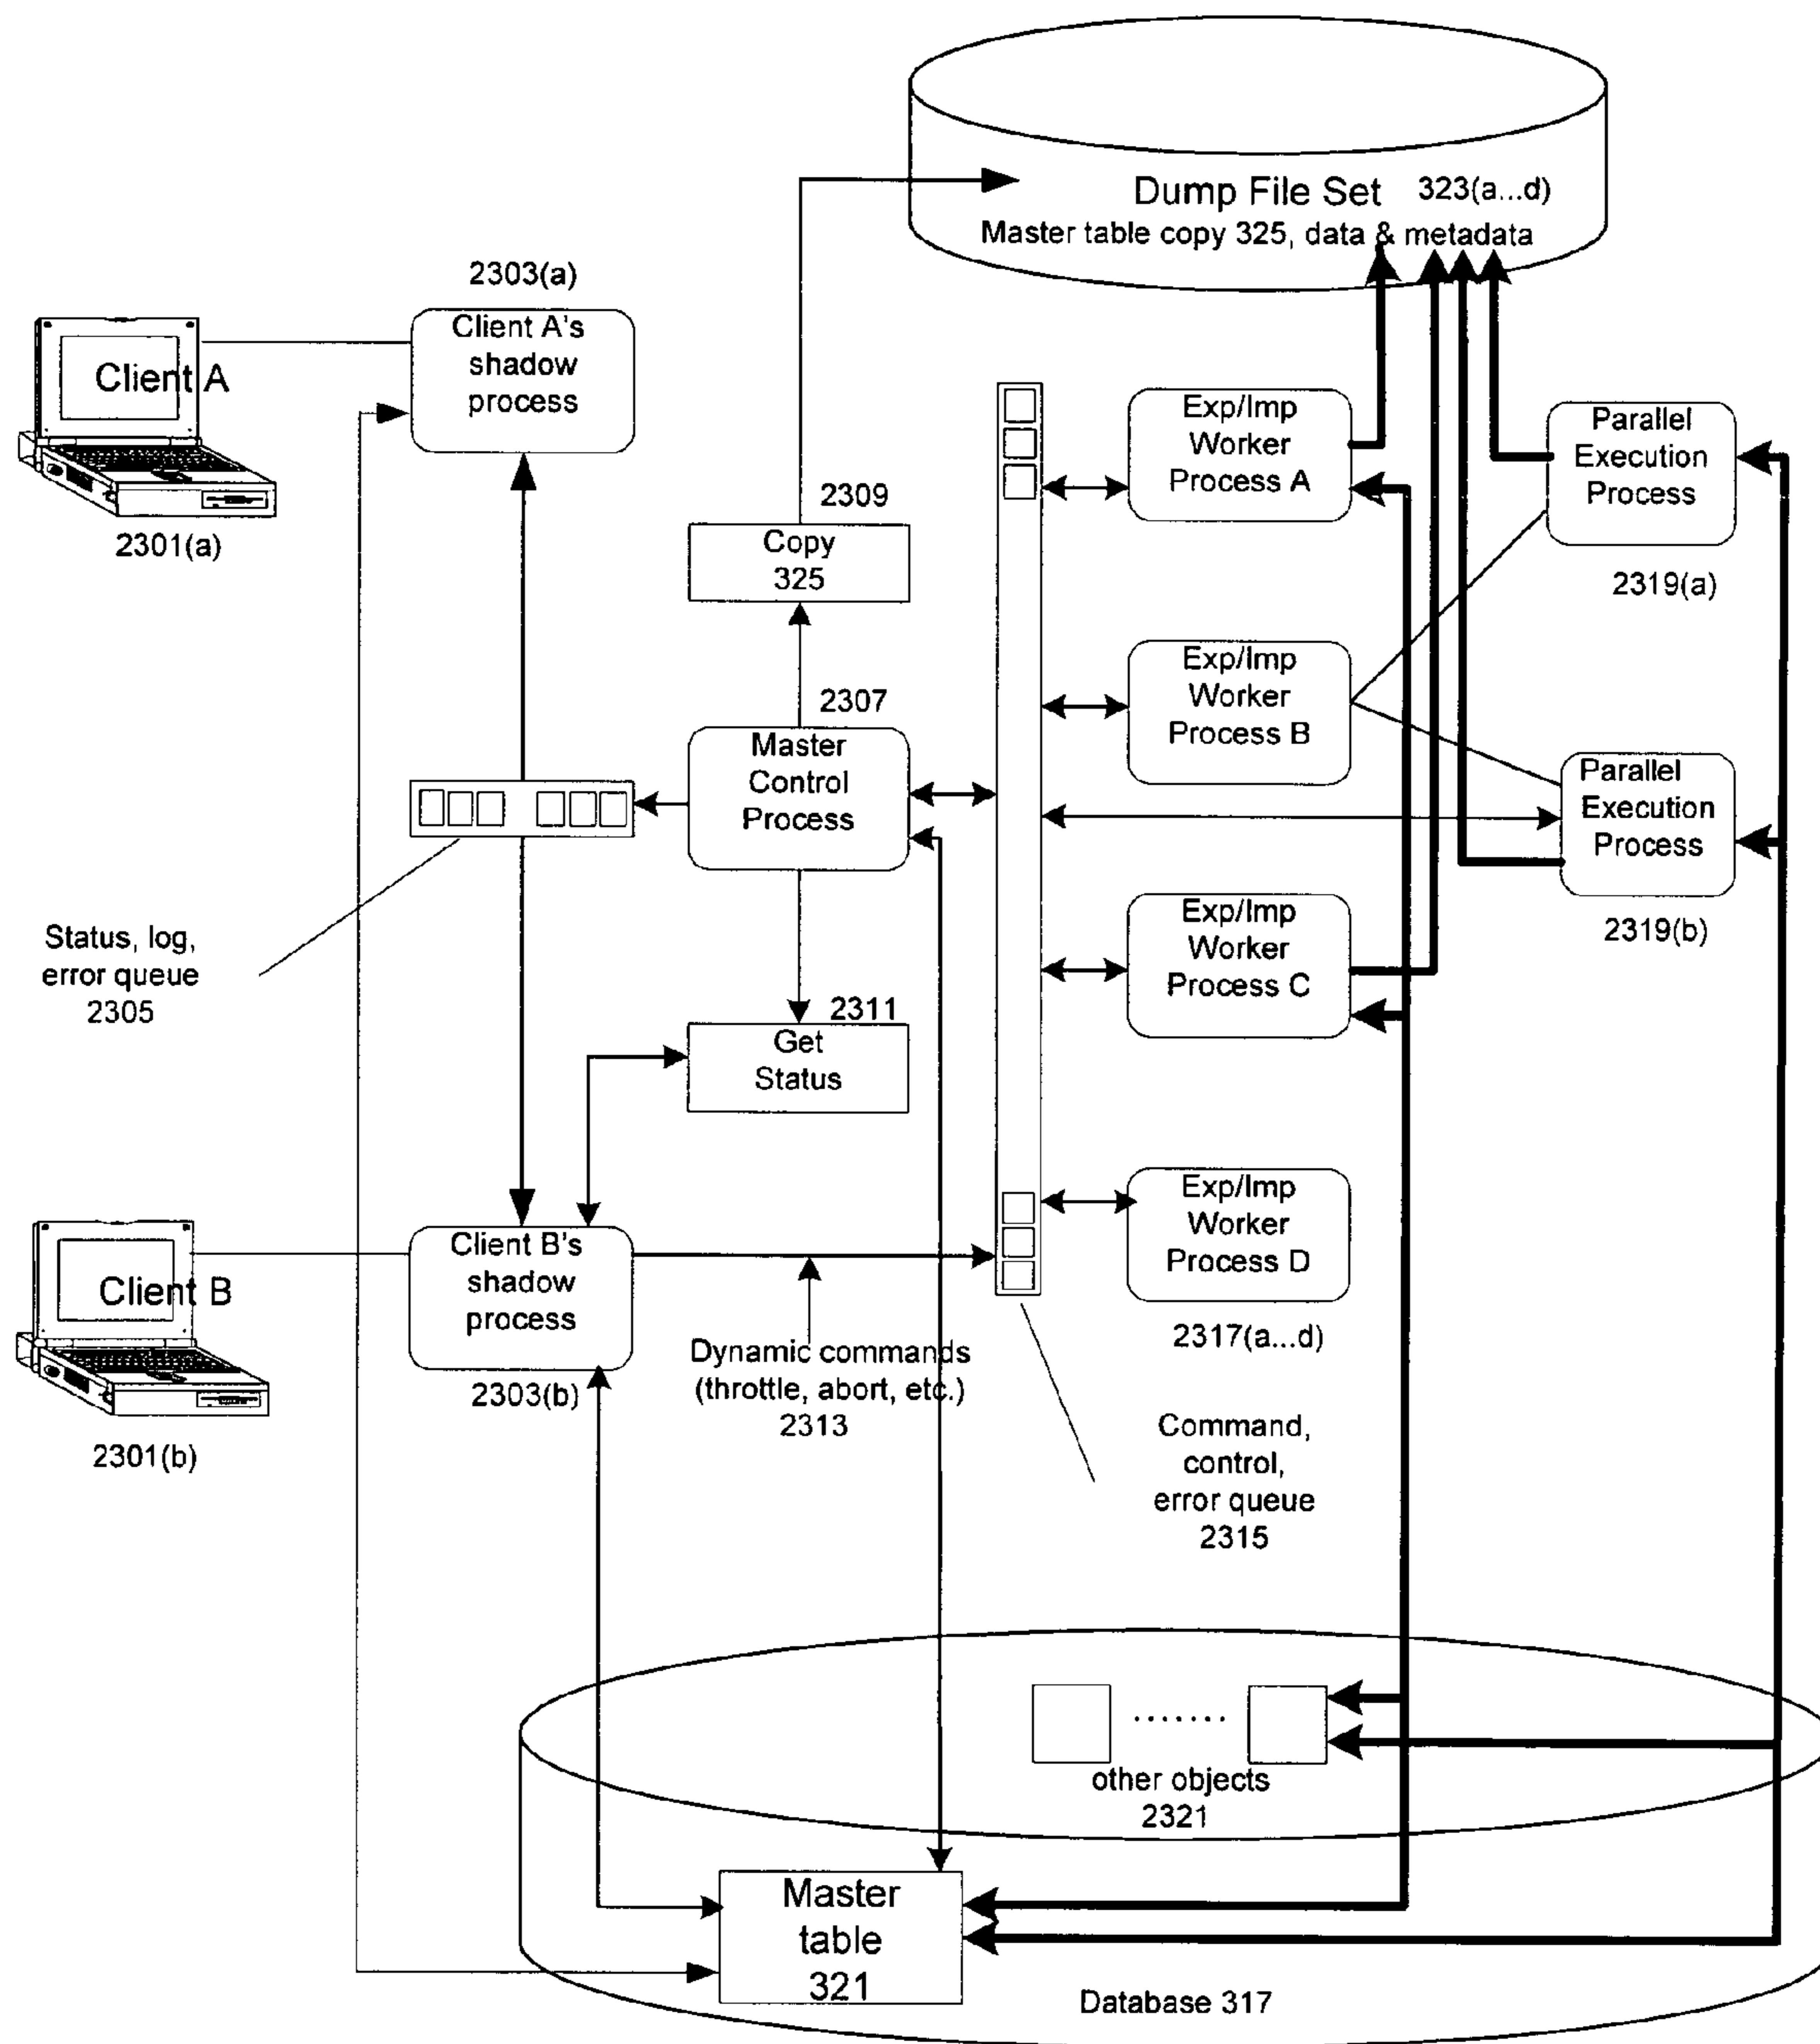 Dump File Set 323(a...d)
Master table copy 325, data & metadata
2303(a)
Client A's
shadow
process
Client A
2301(a)
2309
Copy
325
Exp/Imp
Worker
Process A
Parallel
Execution
Process
2319(a)
2307
Master
Control
Process
Exp/Imp
Worker
Process B
Parallel
Execution
Process
2319(b)
Status, log,
error queue
2305
Exp/Imp
Worker
Process C
2311
Get
Status
Client B's
shadow
process
2303(b)
Client B
2301(b)
Exp/Imp
Worker
Process D
2317(a...d)
Dynamic commands
(throttle, abort, etc.)
2313
Command,
control,
error queue
2315
.......
other objects
2321
Master
table
321
Database 317